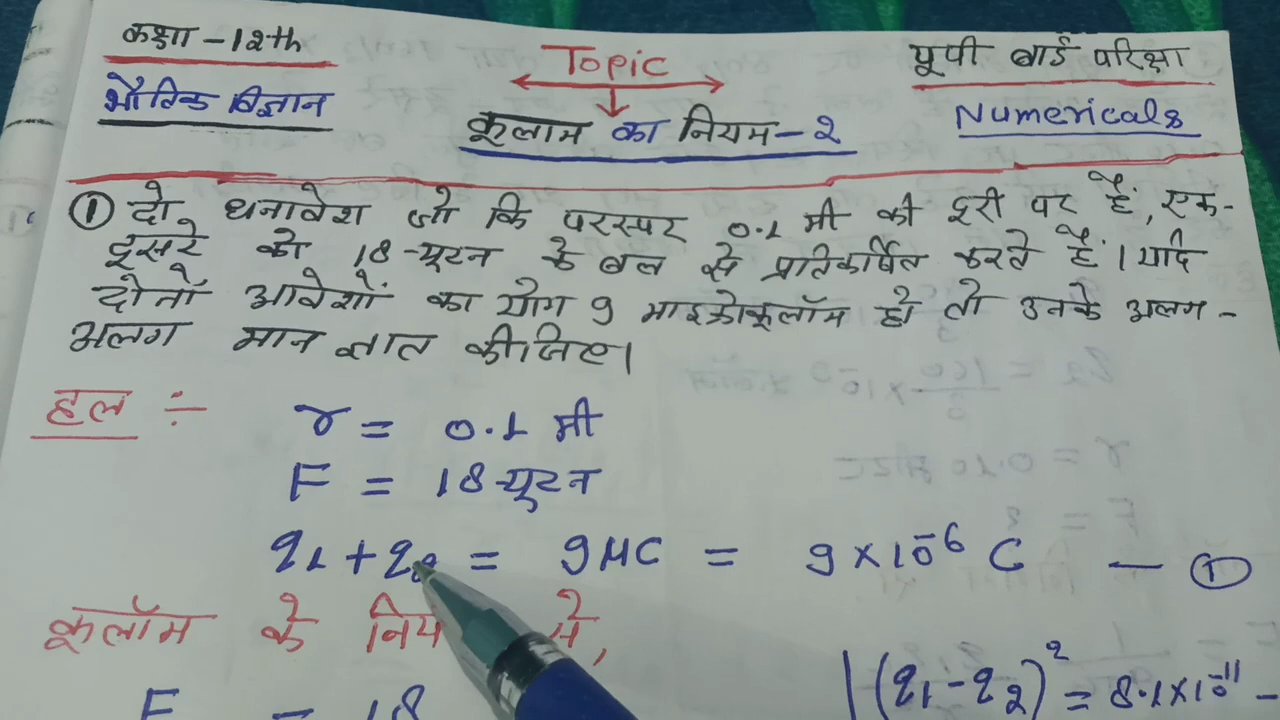 कक्षा - 12th
भौतिक विज्ञान
Topic
कूलाम का नियम - 2
यूपी बार्ड परिक्षा
Numericals
① दो धनावेश जो कि परस्पर 0.1 मी की दूरी पर हैं, एक-
दूसरे को 18 न्यूटन के बल से प्रतिकर्षित करते हैं। यदि
दोनों आवेशों का योग 9 माइक्रोकूलॉम हो तो उनके अलग-
अलग मान ज्ञात कीजिए।
हल ÷
r = 0.1 मी
F = 18 न्यूटन
q1 + q2 = 9μC = 9×10^-6 C — ①
कूलॉम के निय से,
F = 18
(q1 - q2)^2 = 8.1×10^-11 -